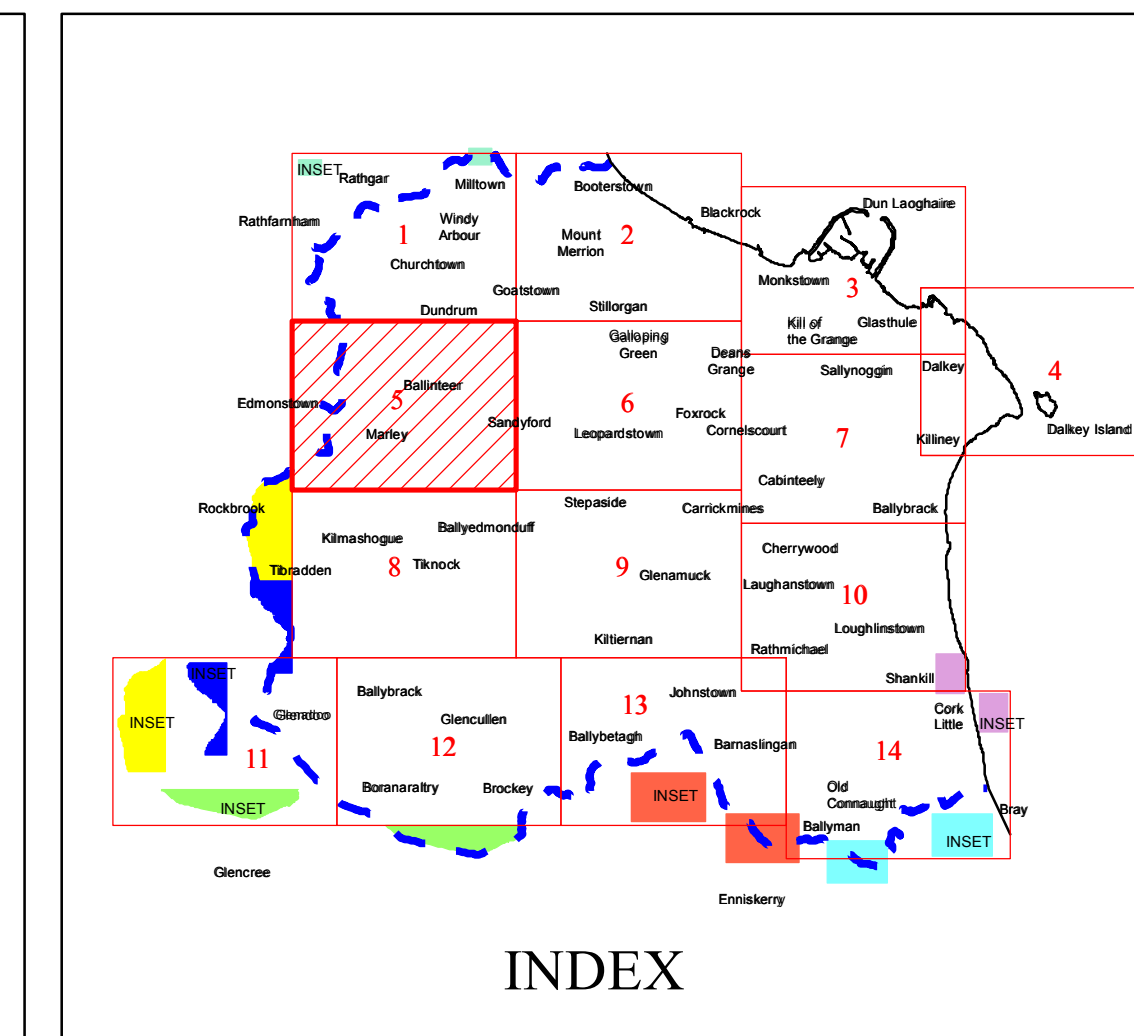 INSET
Rathgar
Milltown
Booterstown
Rathfarnham
Windy
Arbour
1
Mount
Merrion
2
Blackrock
Dun Laoghaire
Churchtown
Goatstown
Monkstown
3
Dundrum
Stillorgan
Kill of
the Grange
Glasthule
Galloping
Green
Deans
Grange
Sallynoggin
Dalkey
4
Dalkey Island
Edmonstown
Ballinteer
5
Marley
Sandyford
6
Foxrock
Leopardstown
Cornelscourt
7
Killiney
Cabinteely
Rockbrook
Stepaside
Carrickmines
Ballybrack
Kilmashogue
Ballyedmonduff
Tibradden
8
Tiknock
9
Glenamuck
Cherrywood
Laughanstown
10
Kiltiernan
Loughlinstown
Rathmichael
Shankill
INSET
INSET
Glendoo
11
INSET
Ballybrack
Glencullen
12
Boranaraltry
Brockey
Johnstown
13
Ballybetagh
Barnaslingan
INSET
Cork
Little
INSET
14
Old
Connaught
Ballyman
Bray
INSET
Glencree
Enniskerry
INDEX